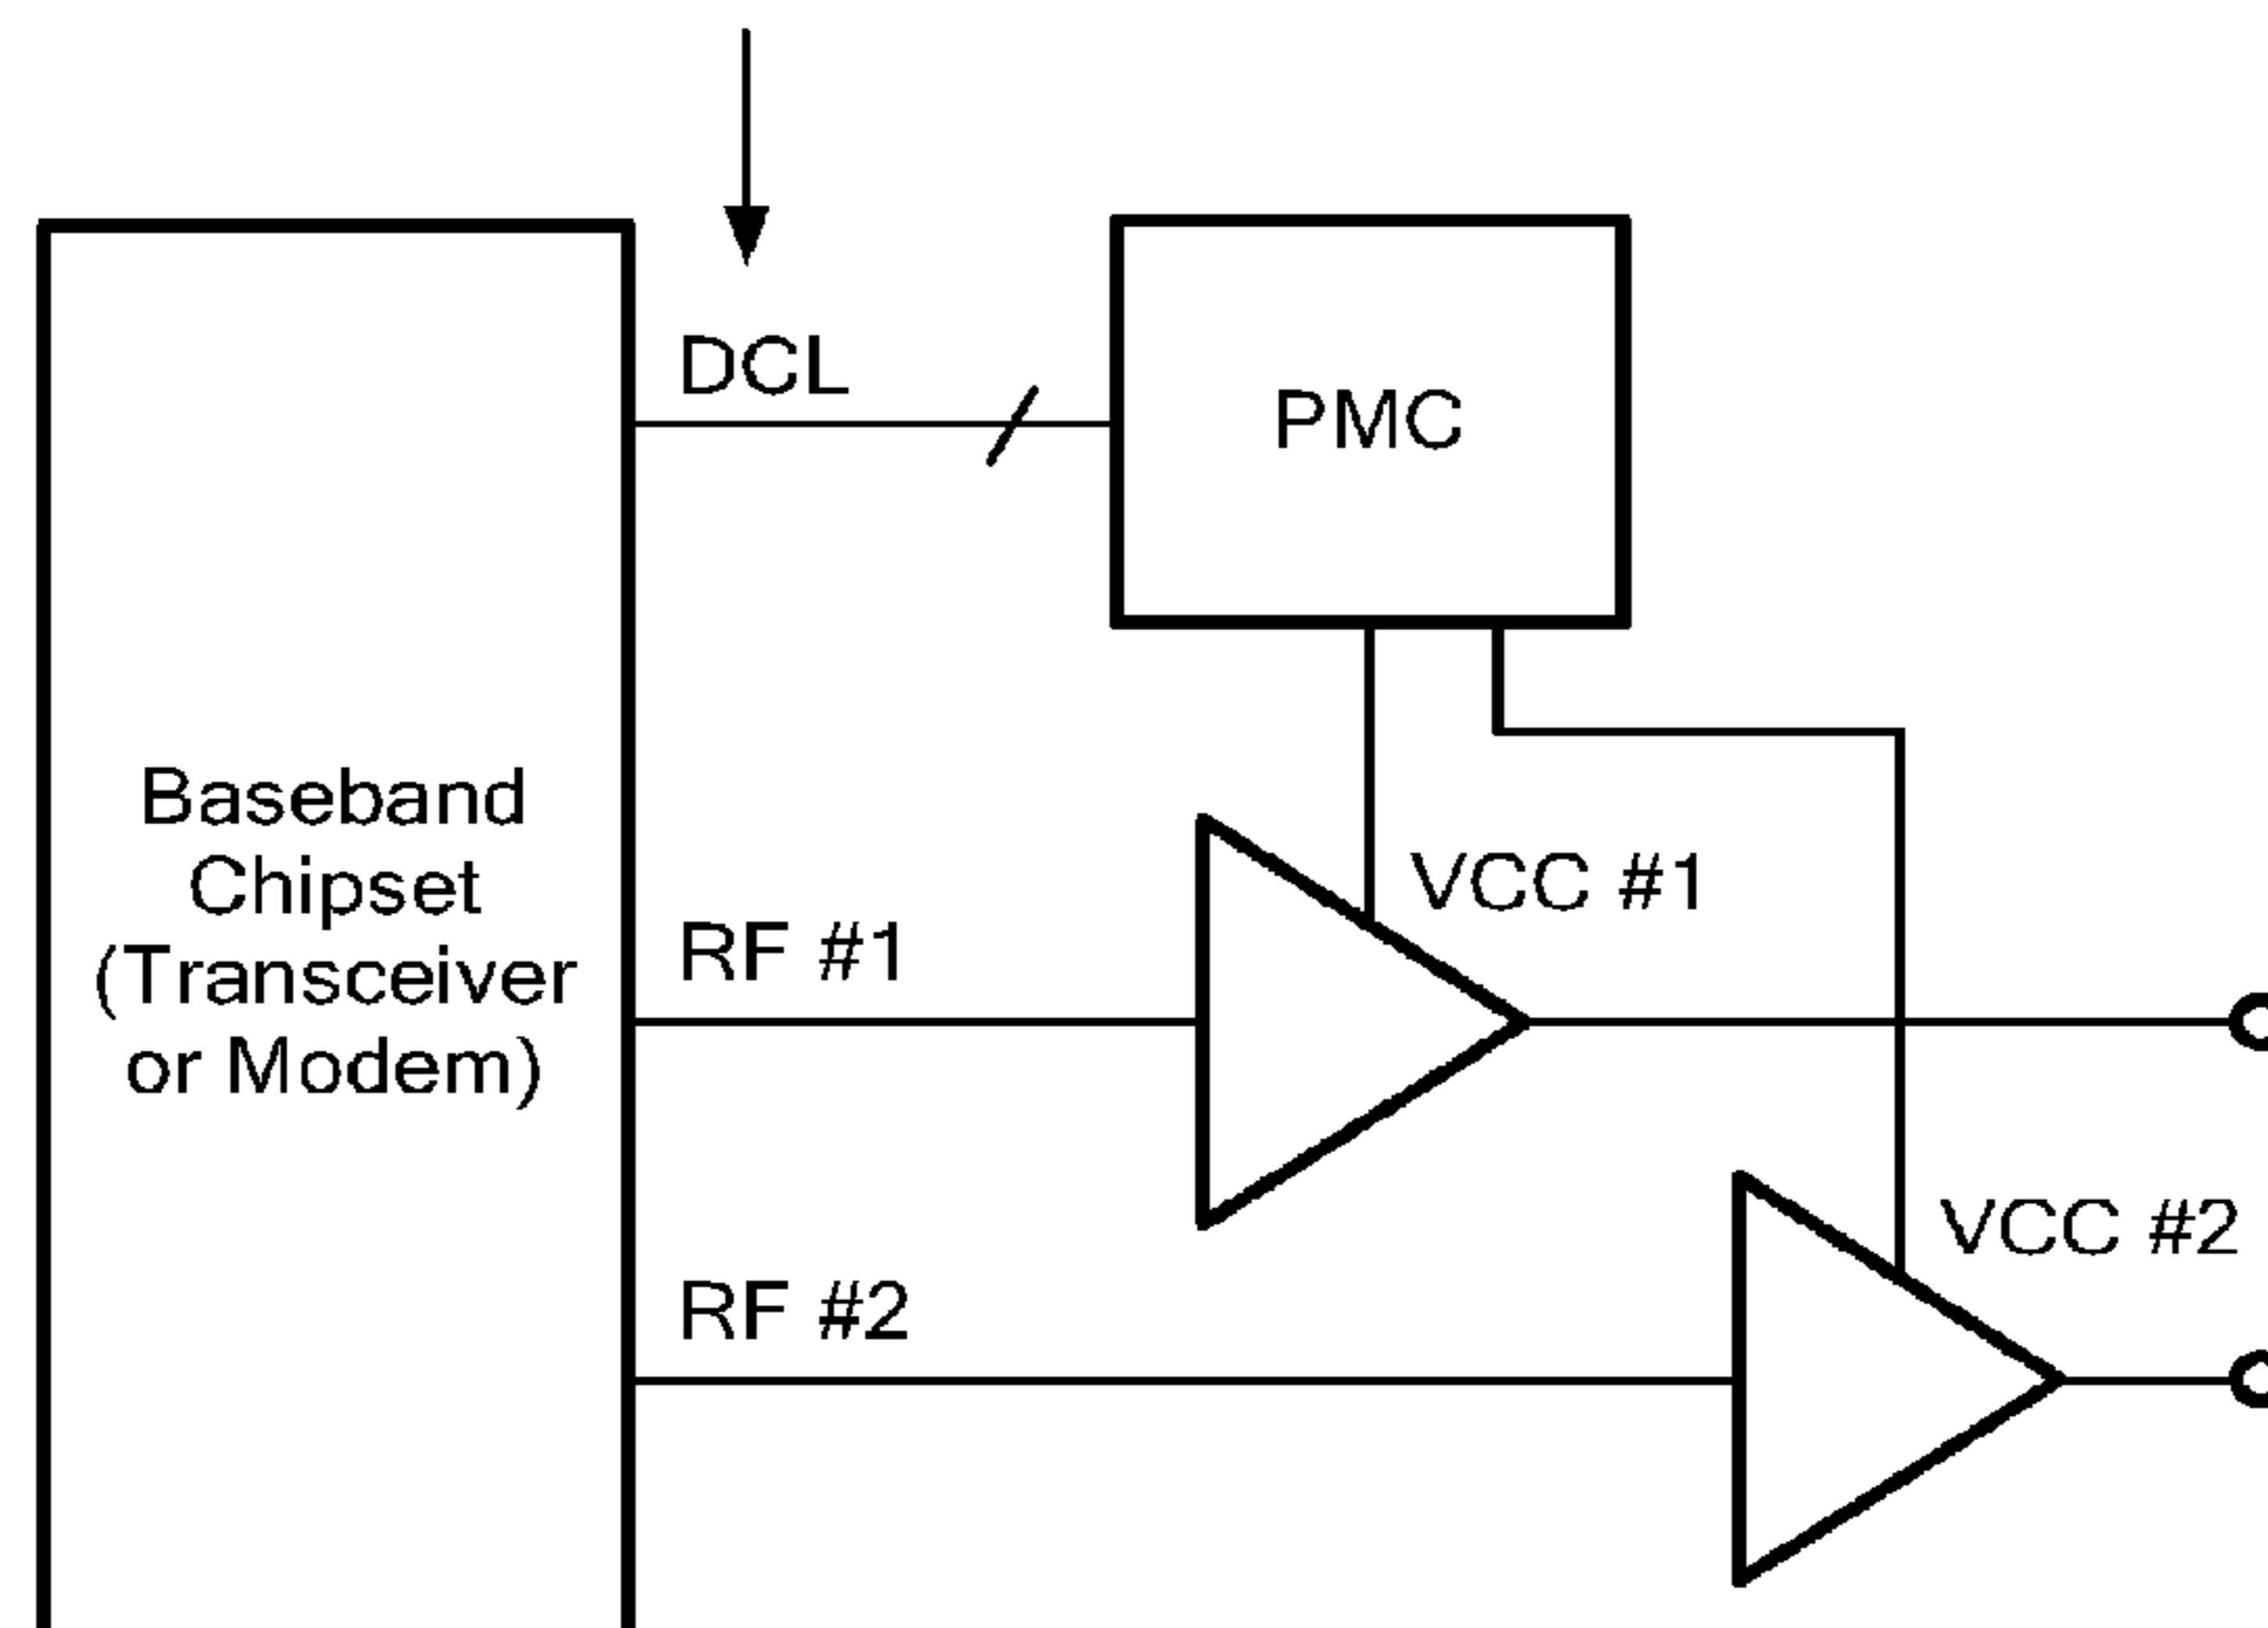 DCL
PMC
Baseband
Chipset
(Transceiver
or Modem)
VCC #1
RF #1
VCC #2
RF #2